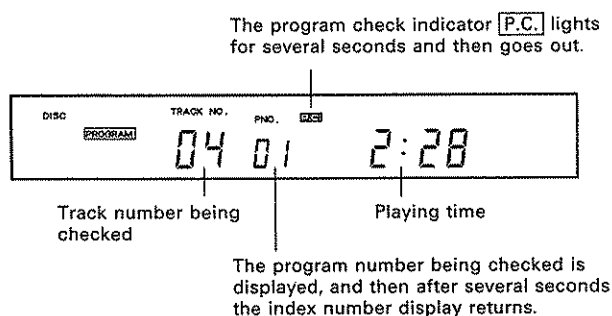 The program check indicator P.C. lights
for several seconds and then goes out.
DISC
PROGRAM
TRACK NO.
PNO.
P.C.
04
01
2:28
Track number being
checked
Playing time
The program number being checked is
displayed, and then after several seconds
the index number display returns.